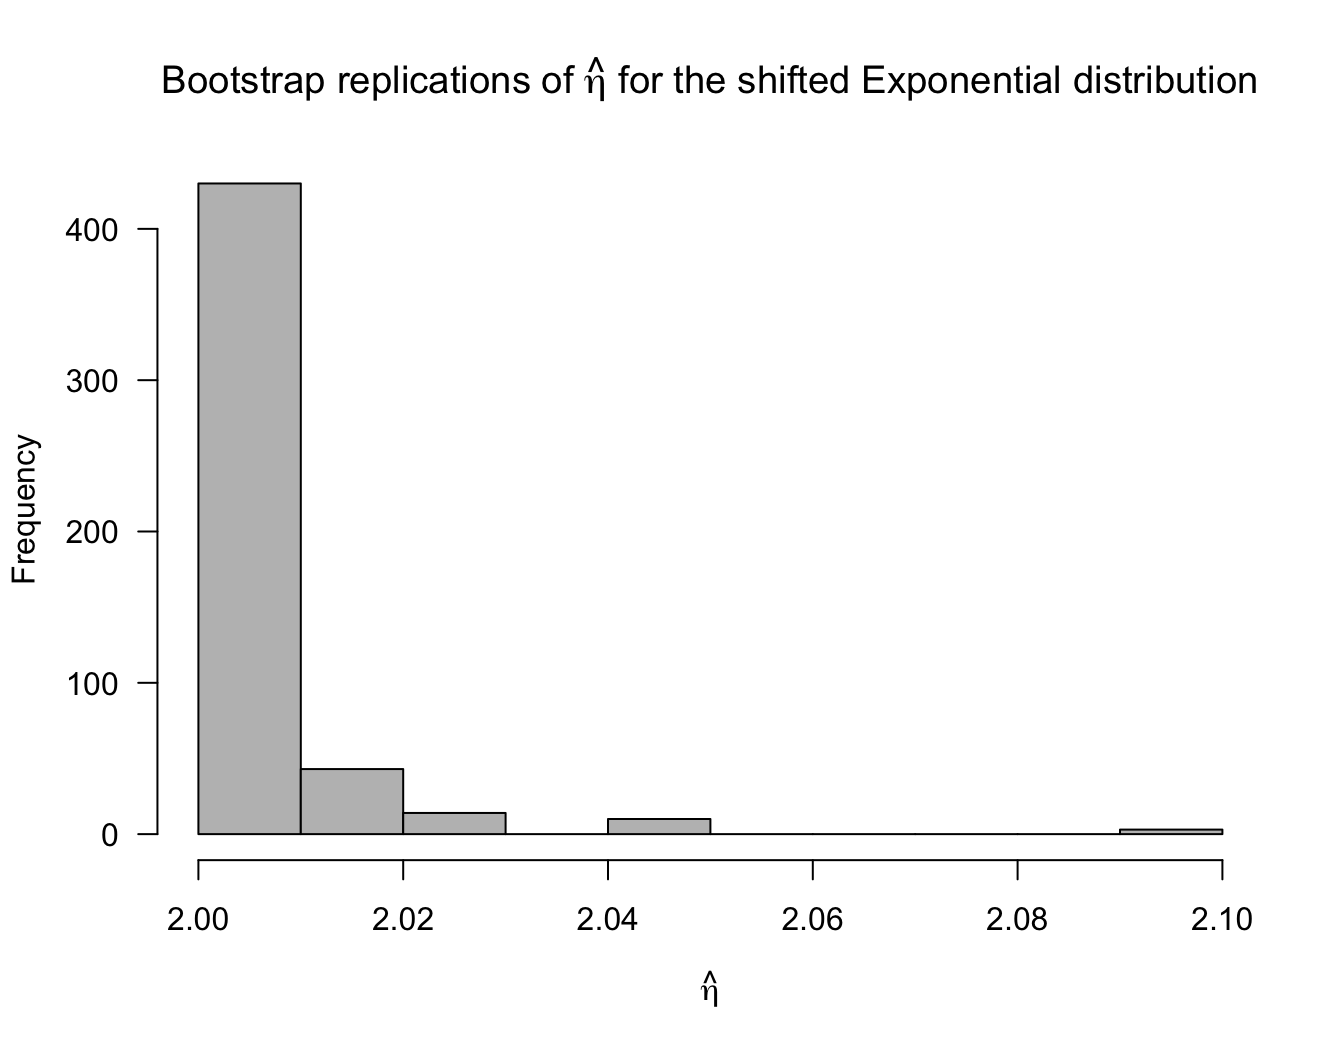 Bootstrap replications of η̂ for the shifted Exponential distribution
Frequency
400
300
200
100
0
2.00 2.02 2.04 2.06 2.08 2.10
η̂